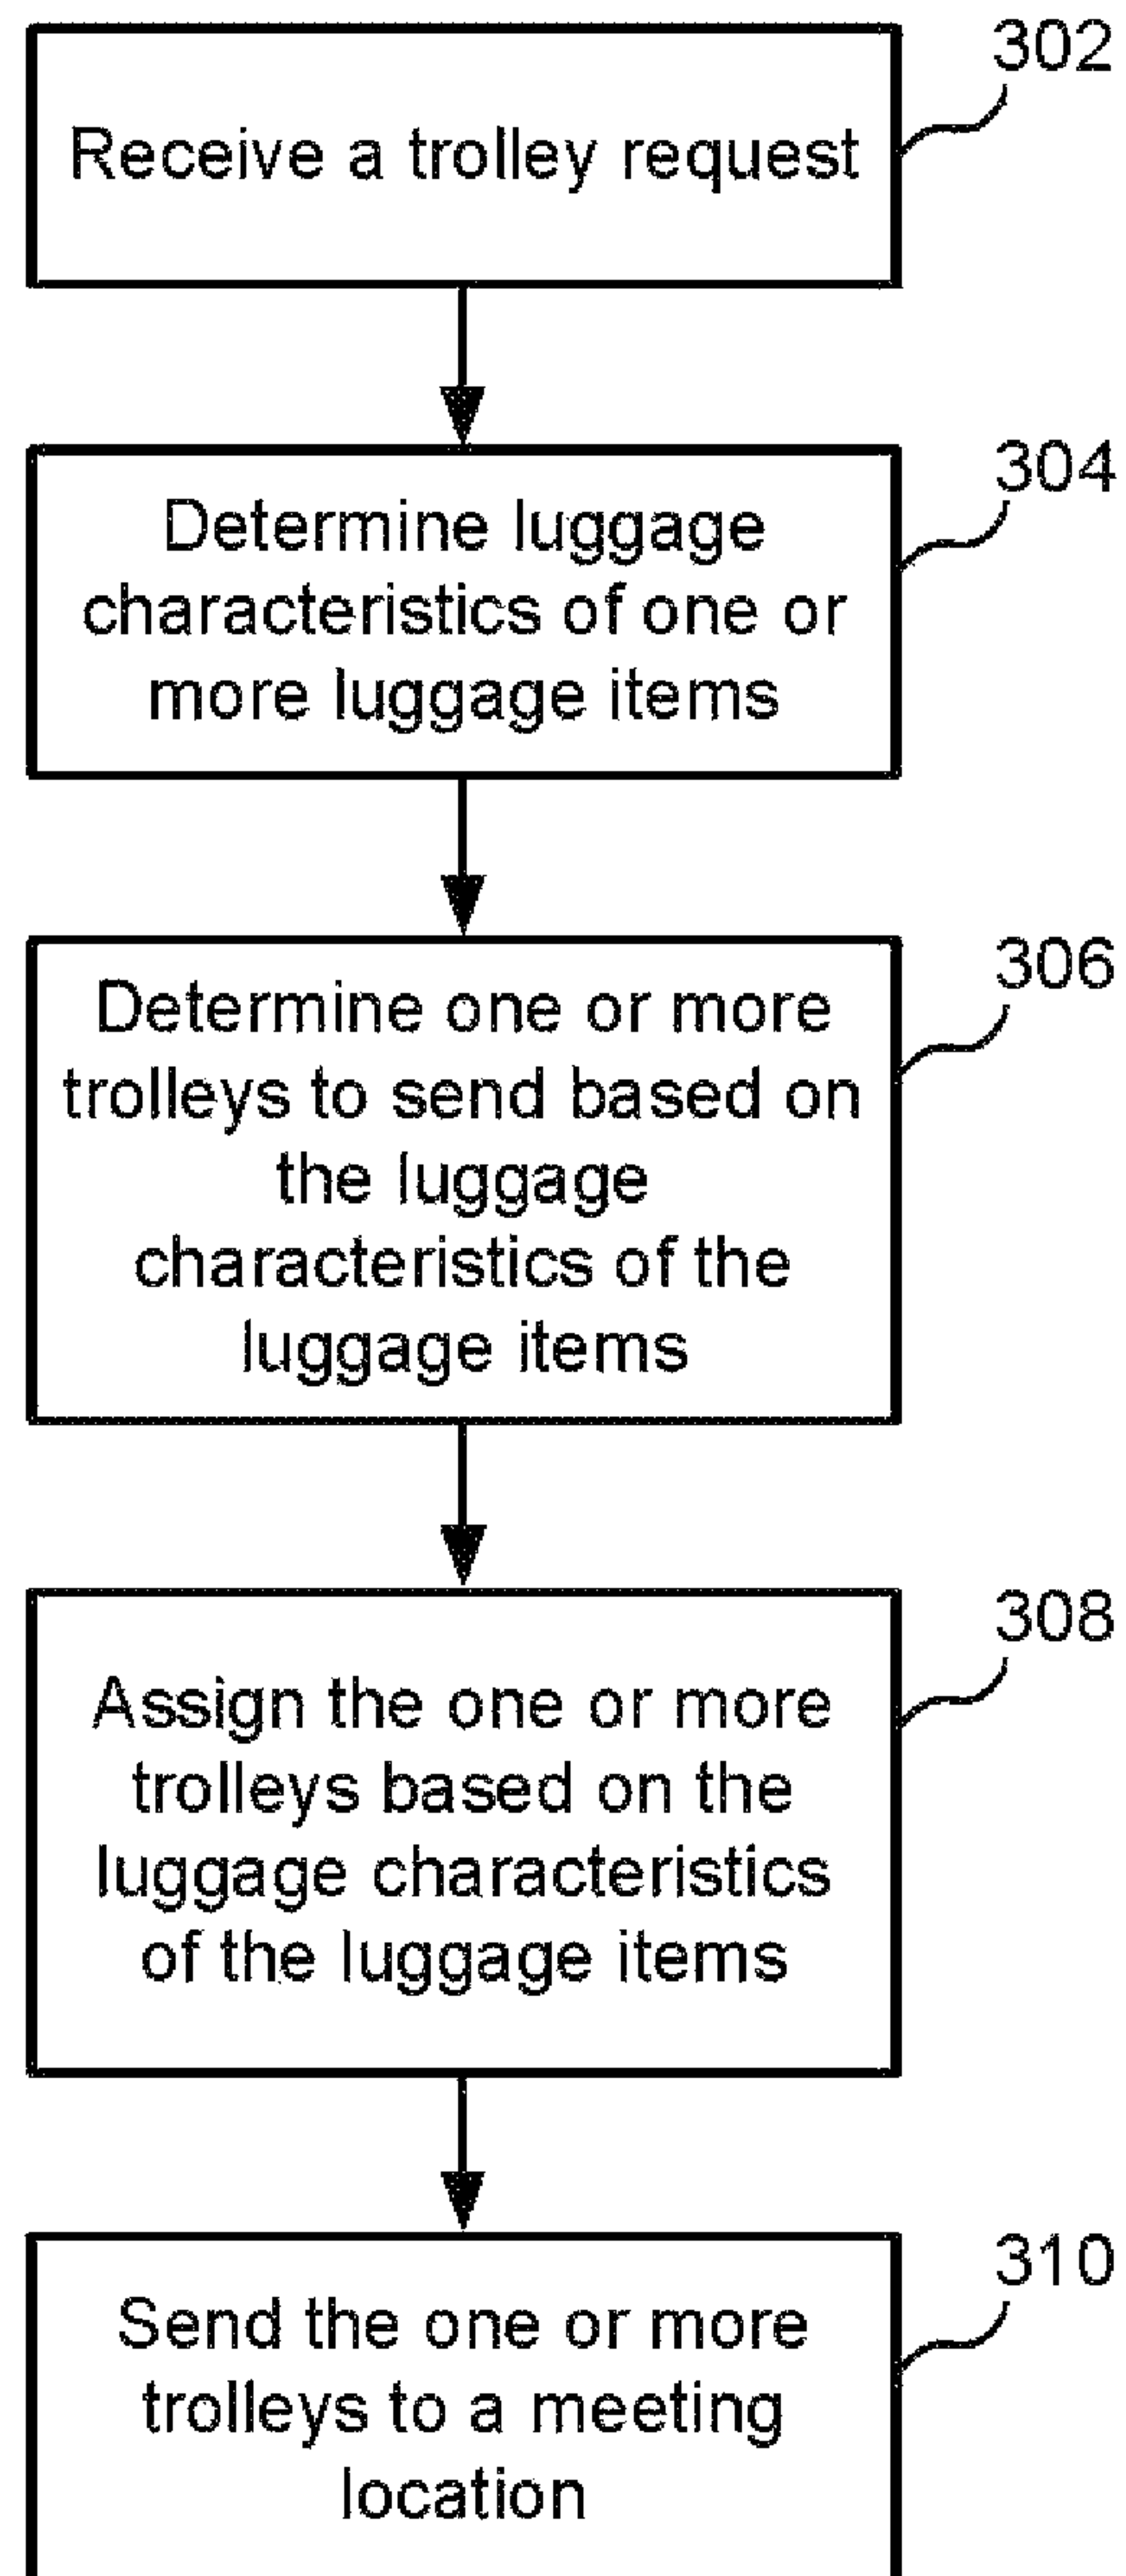 302
Receive a trolley request
304
Determine luggage
characteristics of one or
more luggage items
306
Determine one or more
trolleys to send based on
the luggage
characteristics of the
luggage items
308
Assign the one or more
trolleys based on the
luggage characteristics
of the luggage items
310
Send the one or more
trolleys to a meeting
location